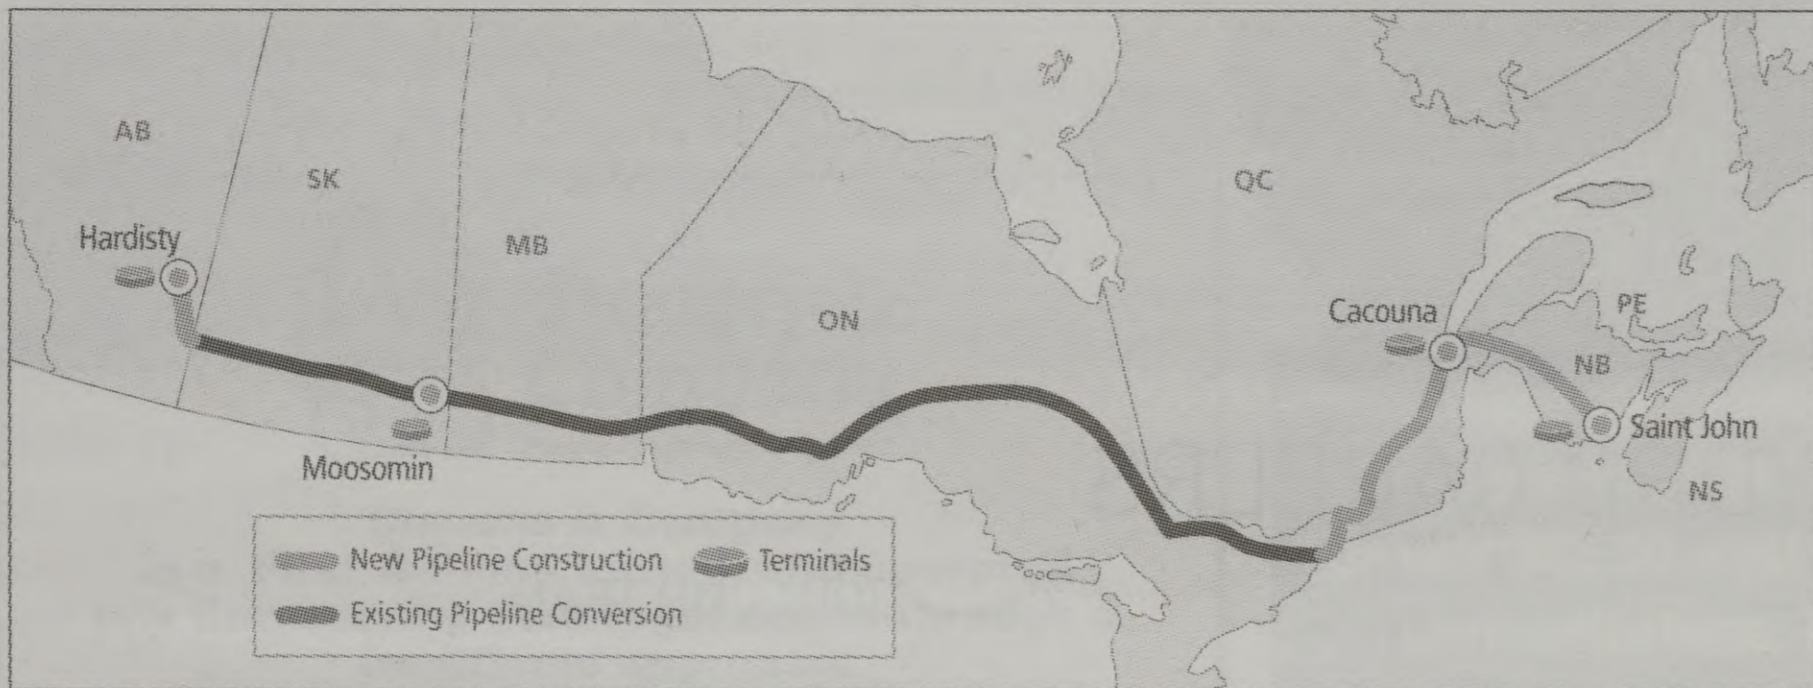 AB
SK
QC
Hardisty
MB
ON
Cacouna
PE
NB
Saint John
Moosomin
NS
New Pipeline Construction
Terminals
Existing Pipeline Conversion